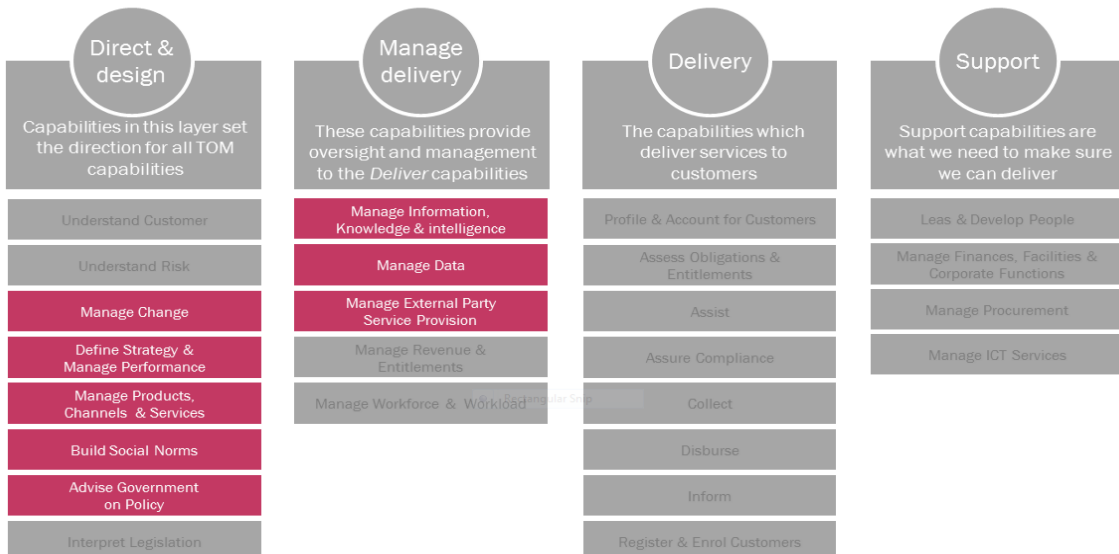 Direct &
design
Capabilities in this layer set
the direction for all TOM
capabilities
Understand Customer
Understand Risk
Manage Change
Define Strategy &
Manage Performance
Manage Products,
Channels & Services
Build Social Norms
Advise Government
on Policy
Interpret Legislation
Manage
delivery
These capabilities provide
oversight and management
to the Deliver capabilities
Manage Information,
Knowledge & intelligence
Manage Data
Manage External Party
Service Provision
Manage Revenue &
Entitlements
Manage Workforce & Workload
Rectangular Snip
Delivery
The capabilities which
deliver services to
customers
Profile & Account for Customers
Assess Obligations &
Entitlements
Assist
Assure Compliance
Collect
Disburse
Inform
Register & Enrol Customers
Support
Support capabilities are
what we need to make sure
we can deliver
Leas & Develop People
Manage Finances, Facilities &
Corporate Functions
Manage Procurement
Manage ICT Services